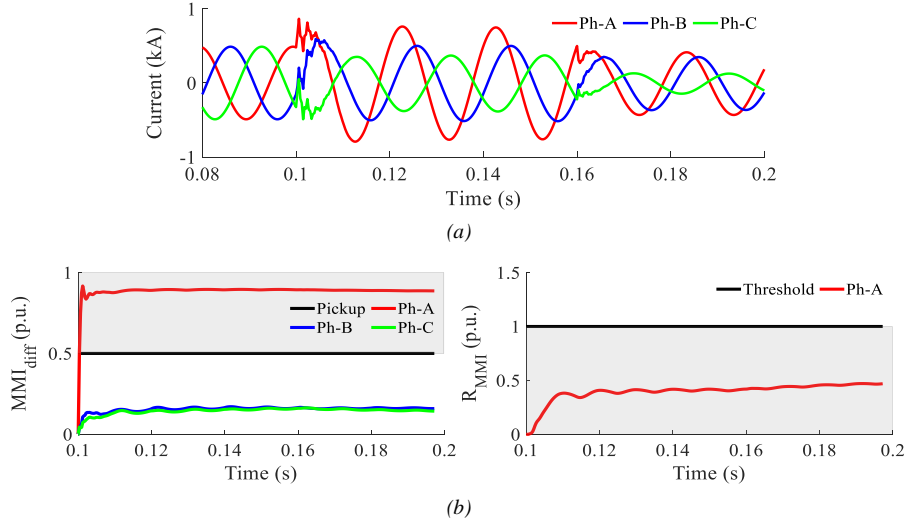 Ph-A Ph-B Ph-C
Current (kA)
1
0
-1
0.08 0.1 0.12 0.14 0.16 0.18 0.2
Time (s)
(a)
MMI_diff (p.u.)
1
0.5
0
Pickup Ph-A
Ph-B Ph-C
0.1 0.12 0.14 0.16 0.18 0.2
Time (s)
R_MMI (p.u.)
1.5
1
0.5
0
Threshold Ph-A
0.1 0.12 0.14 0.16 0.18 0.2
Time (s)
(b)